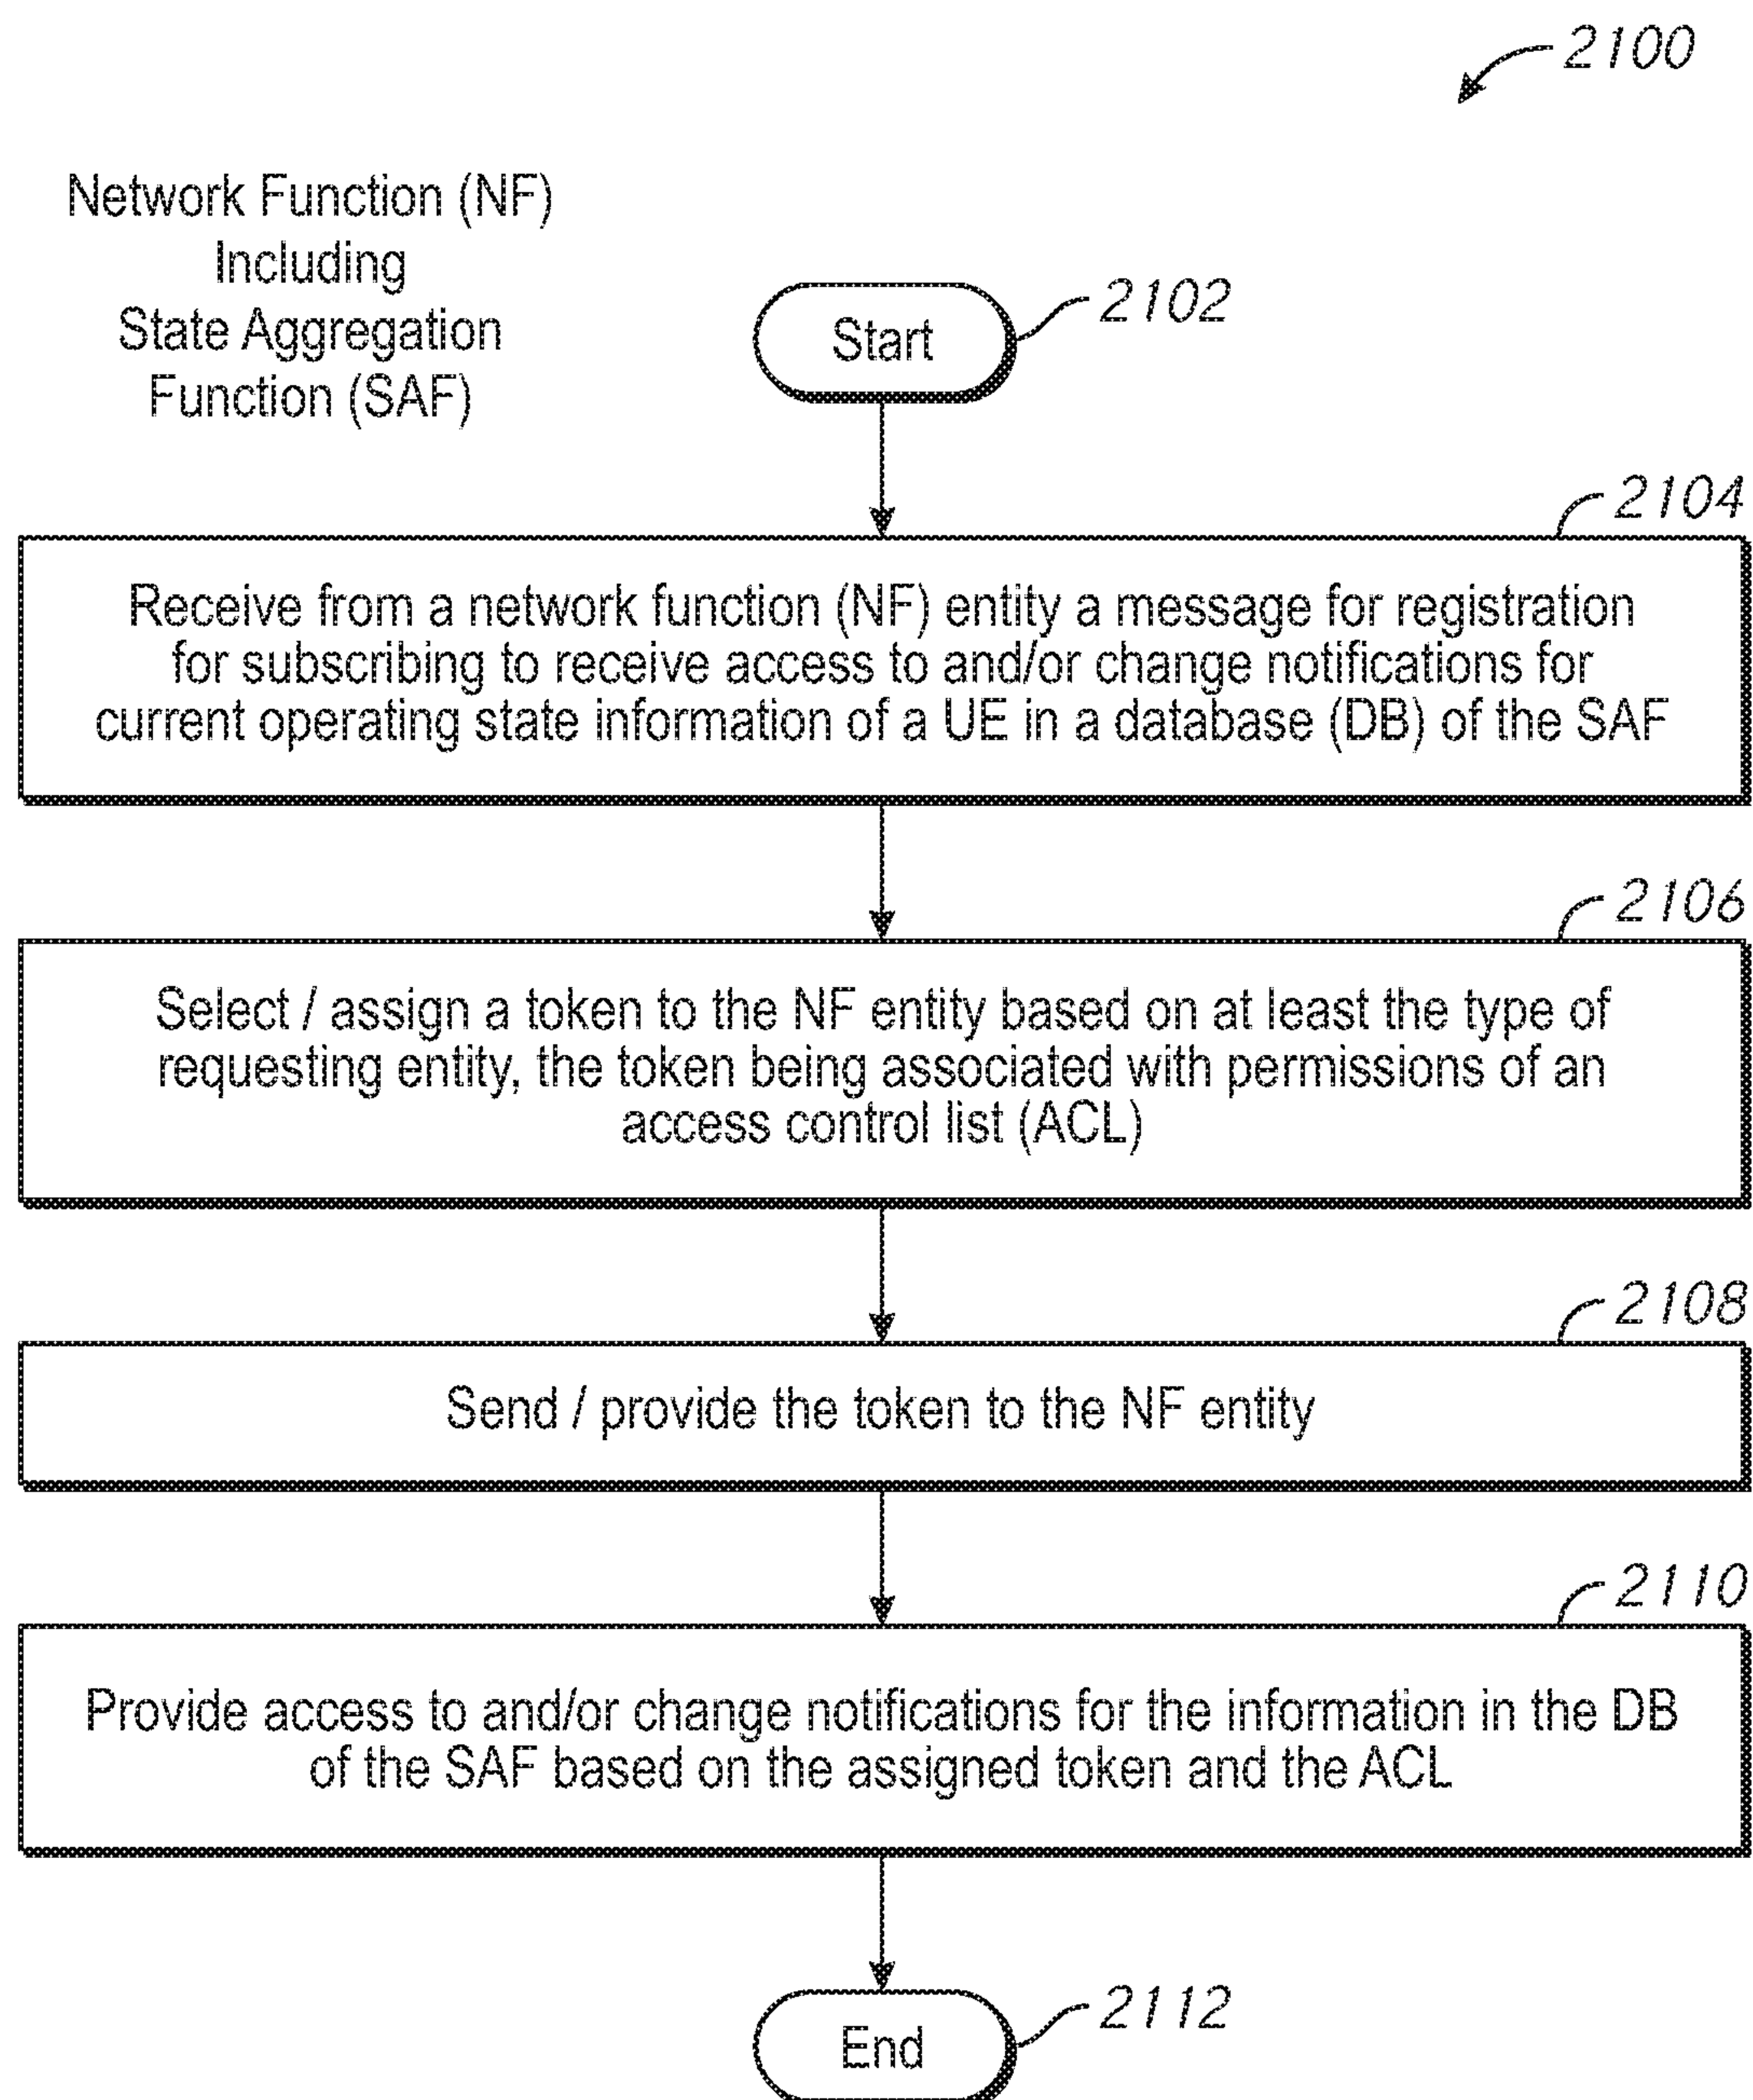 2100
Network Function (NF)
Including
State Aggregation
Function (SAF)
Start
2102
2104
Receive from a network function (NF) entity a message for registration
for subscribing to receive access to and/or change notifications for
current operating state information of a UE in a database (DB) of the SAF
2106
Select / assign a token to the NF entity based on at least the type of
requesting entity, the token being associated with permissions of an
access control list (ACL)
2108
Send / provide the token to the NF entity
2110
Provide access to and/or change notifications for the information in the DB
of the SAF based on the assigned token and the ACL
End
2112